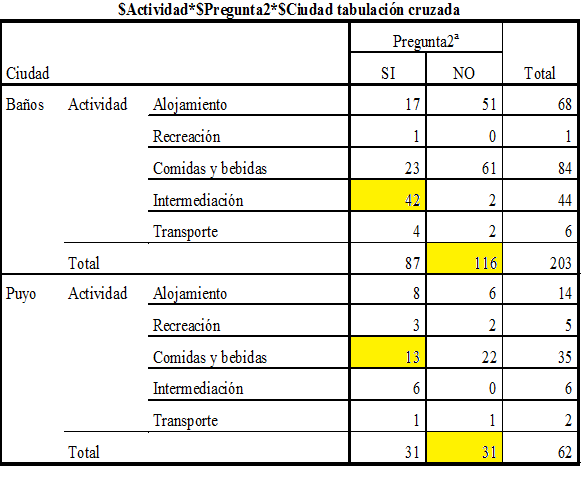 $Actividad*$Pregunta2*$Ciudad tabulación cruzada
Pregunta2ª
Ciudad SI NO Total
Baños Actividad Alojamiento 17 51 68
Recreación 1 0 1
Comidas y bebidas 23 61 84
Intermediación 42 2 44
Transporte 4 2 6
Total 87 116 203
Puyo Actividad Alojamiento 8 6 14
Recreación 3 2 5
Comidas y bebidas 13 22 35
Intermediación 6 0 6
Transporte 1 1 2
Total 31 31 62